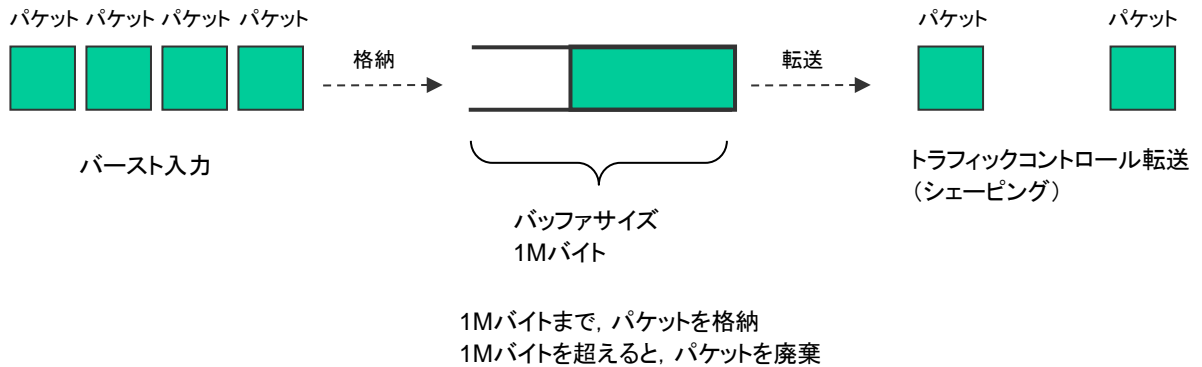 パケット パケット パケット パケット
格納
転送
パケット
パケット
バースト入力
バッファサイズ
1Mバイト
トラフィックコントロール転送
（シェーピング）
1Mバイトまで，パケットを格納
1Mバイトを超えると，パケットを廃棄